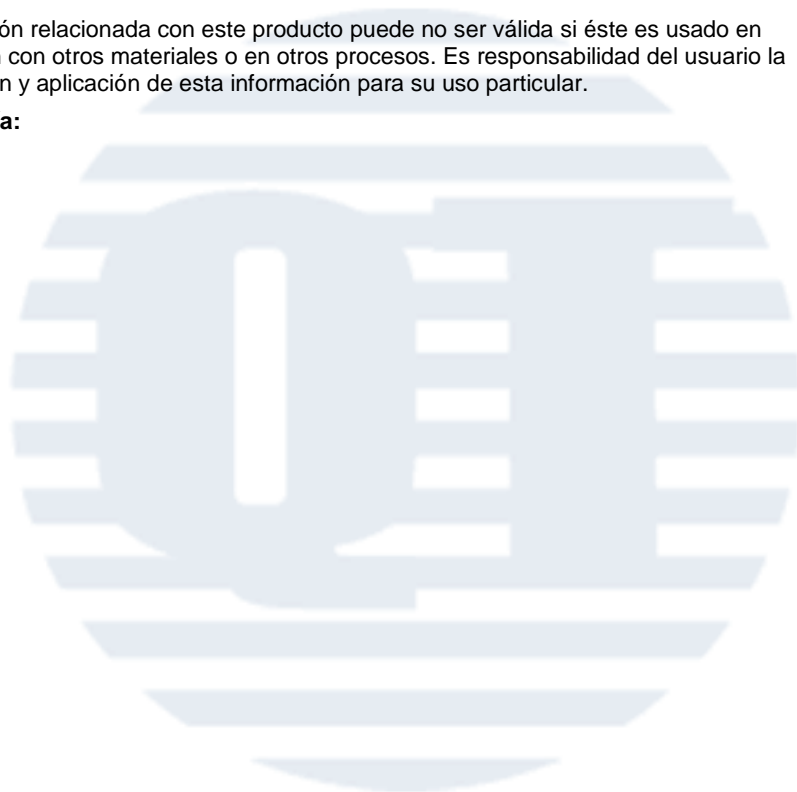 ón relacionada con este producto puede no ser válida si éste es usado en
con otros materiales o en otros procesos. Es responsabilidad del usuario la
n y aplicación de esta información para su uso particular.
a:
QT